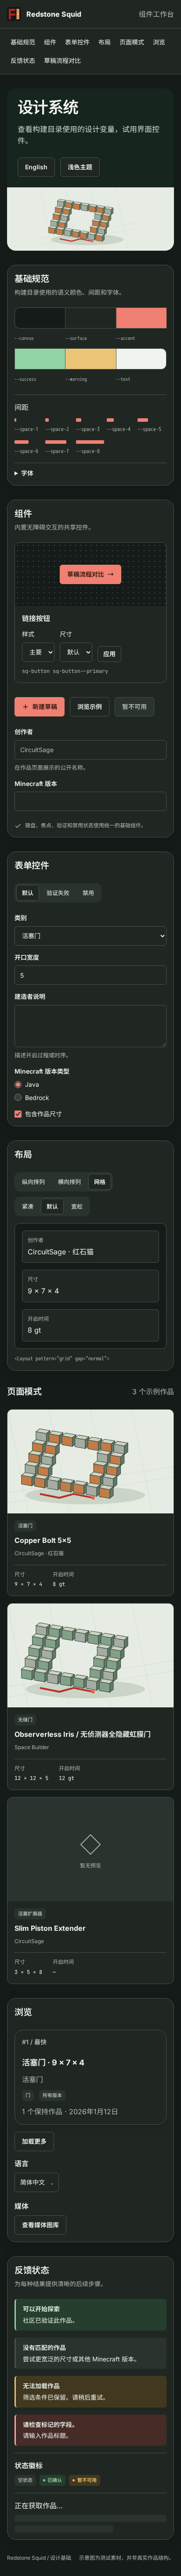 Redstone Squid
组件工作台
基础规范 组件 表单控件 布局 页面模式 浏览
反馈状态 草稿流程对比
设计系统
查看构建目录使用的设计变量，试用界面控件。
English
浅色主题
基础规范
构建目录使用的语义颜色、间距和字体。
--canvas --surface --accent
--success --warning --text
间距
--space-1 --space-2 --space-3 --space-4 --space-5
--space-6 --space-7 --space-8
字体
组件
内置无障碍交互的共享控件。
草稿流程对比 →
链接按钮
样式 尺寸
主要 默认 应用
sq-button sq-button--primary
+ 新建草稿 浏览示例 暂不可用
创作者
CircuitSage
在作品页面展示的公开名称。
Minecraft 版本
键盘、焦点、验证和禁用状态使用统一的基础组件。
表单控件
默认 验证失败 禁用
类别
活塞门
开口宽度
5
建造者说明
描述开启过程或时序。
Minecraft 版本类型
Java
Bedrock
包含作品尺寸
布局
纵向排列 横向排列 网格
紧凑 默认 宽松
创作者
CircuitSage · 红石猫
尺寸
9 × 7 × 4
开启时间
8 gt
<Layout pattern="grid" gap="normal">
页面模式
3 个示例作品
活塞门
Copper Bolt 5×5
CircuitSage · 红石猫
尺寸 开启时间
9 × 7 × 4 8 gt
无缝门
Observerless Iris / 无侦测器全隐藏虹膜门
Space Builder
尺寸 开启时间
12 × 12 × 5 12 gt
暂无预览
活塞扩展器
Slim Piston Extender
CircuitSage
尺寸 开启时间
3 × 5 × 8 —
浏览
#1 / 最快
活塞门 · 9 × 7 × 4
活塞门
门 所有版本
1 个保持作品 · 2026年1月12日
加载更多
语言
简体中文
媒体
查看媒体图库
反馈状态
为每种结果提供清晰的后续步骤。
可以开始探索
社区已验证此作品。
没有匹配的作品
尝试更宽泛的尺寸或其他 Minecraft 版本。
无法加载作品
筛选条件已保留。请稍后重试。
请检查标记的字段。
请输入作品标题。
状态徽标
空状态 已确认 暂不可用
正在获取作品…
Redstone Squid / 设计基础 示意图为测试素材，并非真实作品结构。